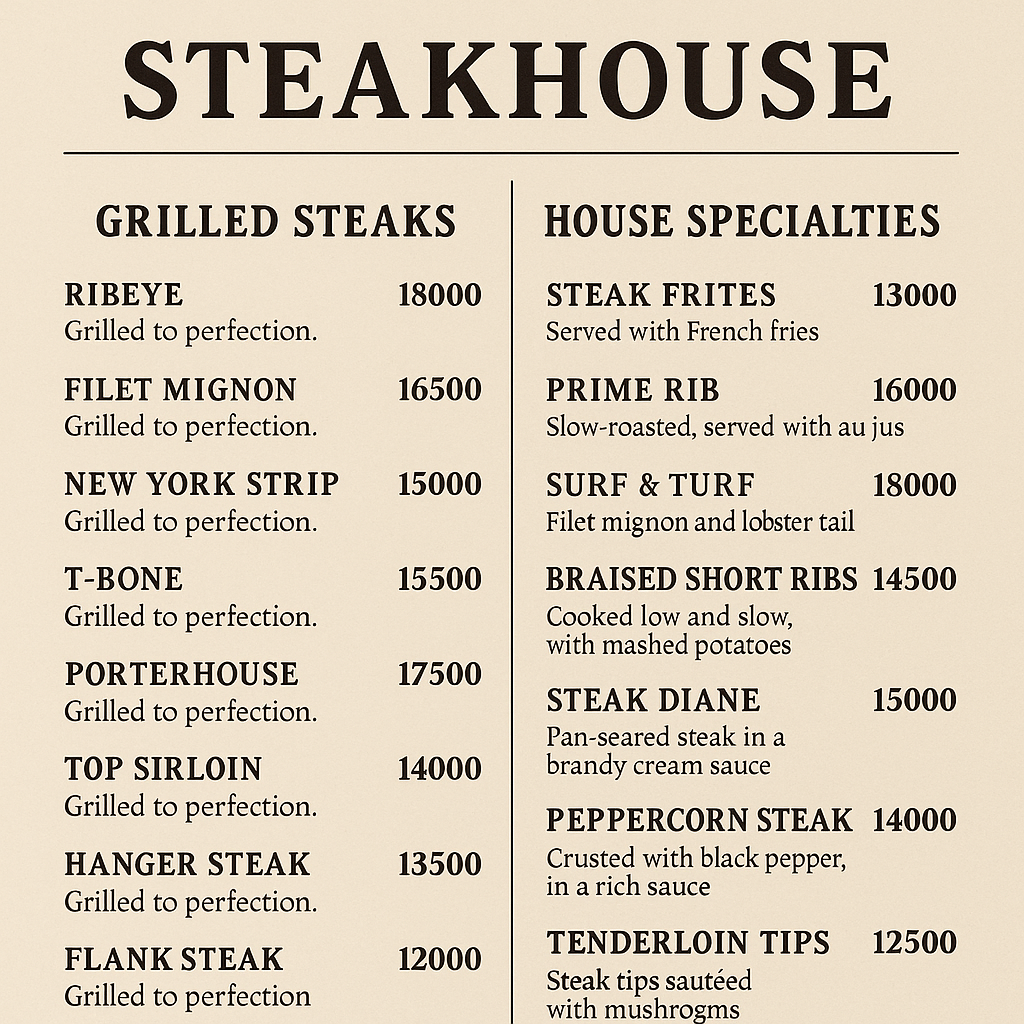 STEAKHOUSE
GRILLED STEAKS
RIBEYE 18000
Grilled to perfection.
FILET MIGNON 16500
Grilled to perfection.
NEW YORK STRIP 15000
Grilled to perfection.
T-BONE 15500
Grilled to perfection.
PORTERHOUSE 17500
Grilled to perfection.
TOP SIRLOIN 14000
Grilled to perfection.
HANGER STEAK 13500
Grilled to perfection.
FLANK STEAK 12000
Grilled to perfection
HOUSE SPECIALTIES
STEAK FRITES 13000
Served with French fries
PRIME RIB 16000
Slow-roasted, served with au jus
SURF & TURF 18000
Filet mignon and lobster tail
BRAISED SHORT RIBS 14500
Cooked low and slow,
with mashed potatoes
STEAK DIANE 15000
Pan-seared steak in a
brandy cream sauce
PEPPERCORN STEAK 14000
Crusted with black pepper,
in a rich sauce
TENDERLOIN TIPS 12500
Steak tips sautéed
with mushrogms